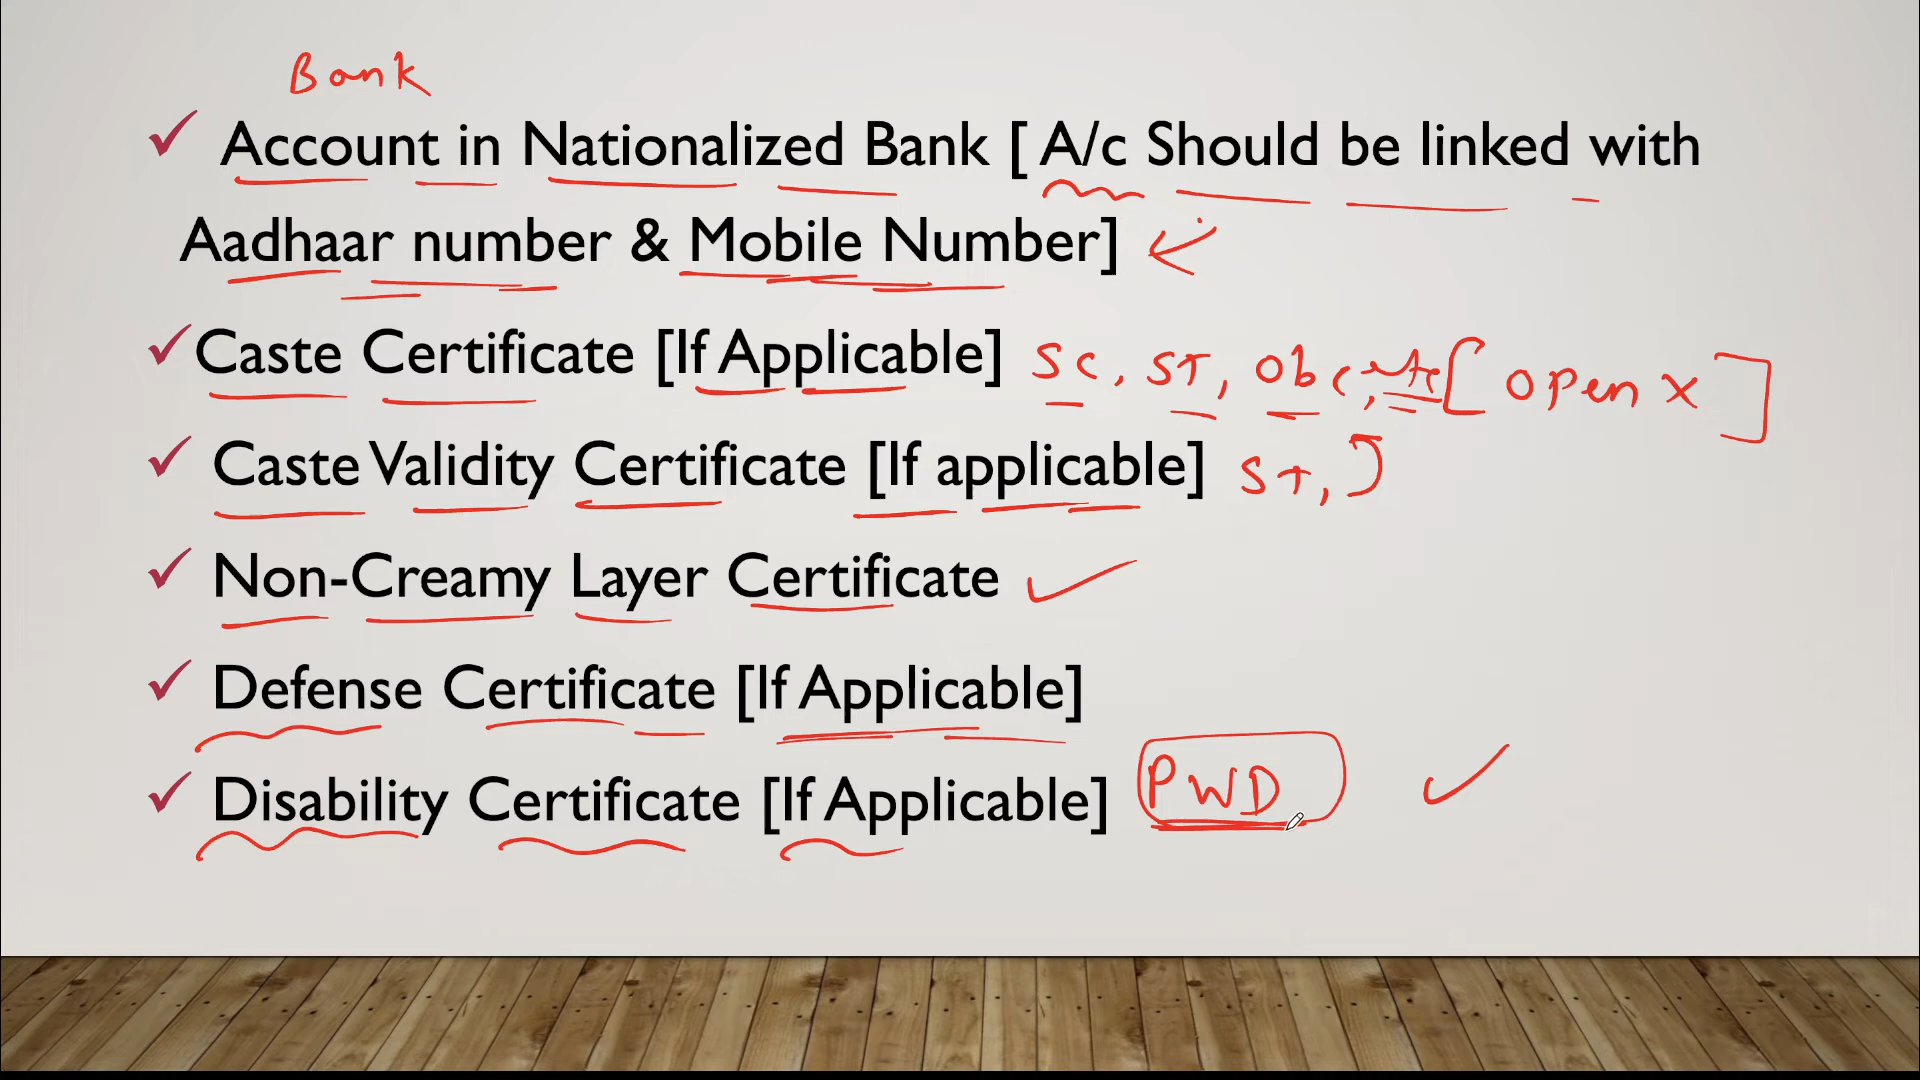 Bank
Account in Nationalized Bank [ A/c Should be linked with
Aadhaar number & Mobile Number]
Caste Certificate [If Applicable] SC, ST, Obc, etc [ Open x ]
Caste Validity Certificate [If applicable] ST,
Non-Creamy Layer Certificate
Defense Certificate [If Applicable]
Disability Certificate [If Applicable] PWD